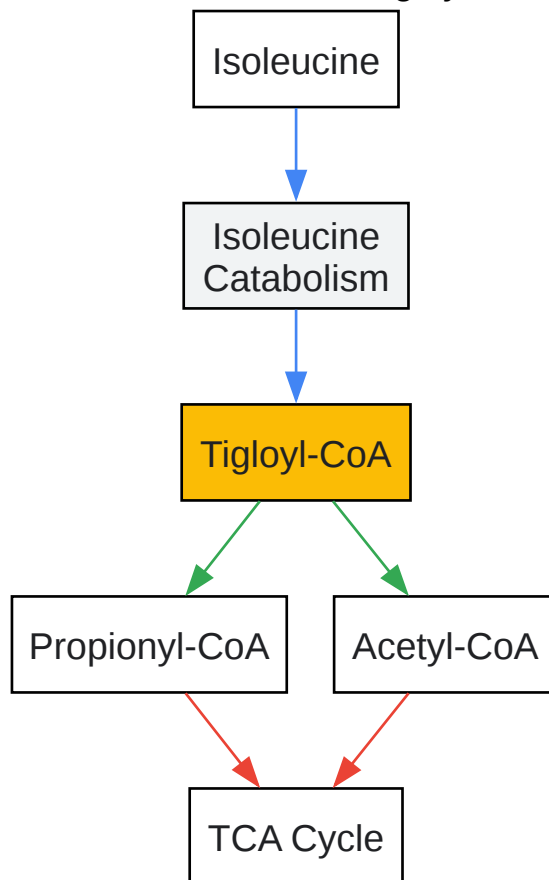 Isoleucine
Isoleucine
Catabolism
Tigloyl-CoA
Propionyl-CoA
Acetyl-CoA
TCA Cycle